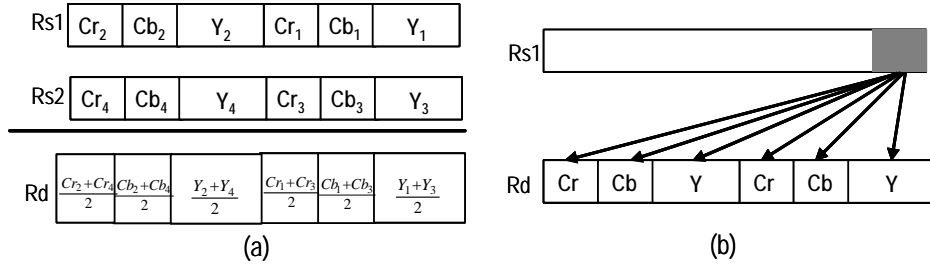 Rs1 Cr₂ Cb₂ Y₂ Cr₁ Cb₁ Y₁
Rs2 Cr₄ Cb₄ Y₄ Cr₃ Cb₃ Y₃
Rd (Cr₂+Cr₄)/2 (Cb₂+Cb₄)/2 (Y₂+Y₄)/2 (Cr₁+Cr₃)/2 (Cb₁+Cb₃)/2 (Y₁+Y₃)/2
(a)
Rs1
Rd Cr Cb Y Cr Cb Y
(b)